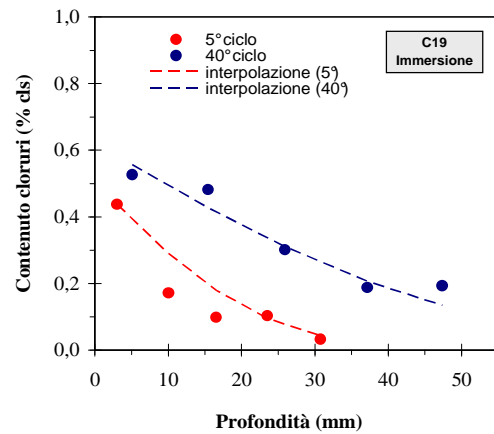 1,0
0,8
0,6
0,4
0,2
0,0
Contenuto cloruri (% cls)
5° ciclo
40° ciclo
interpolazione (5°)
interpolazione (40°)
C19
Immersione
0
10
20
30
40
50
Profondità (mm)